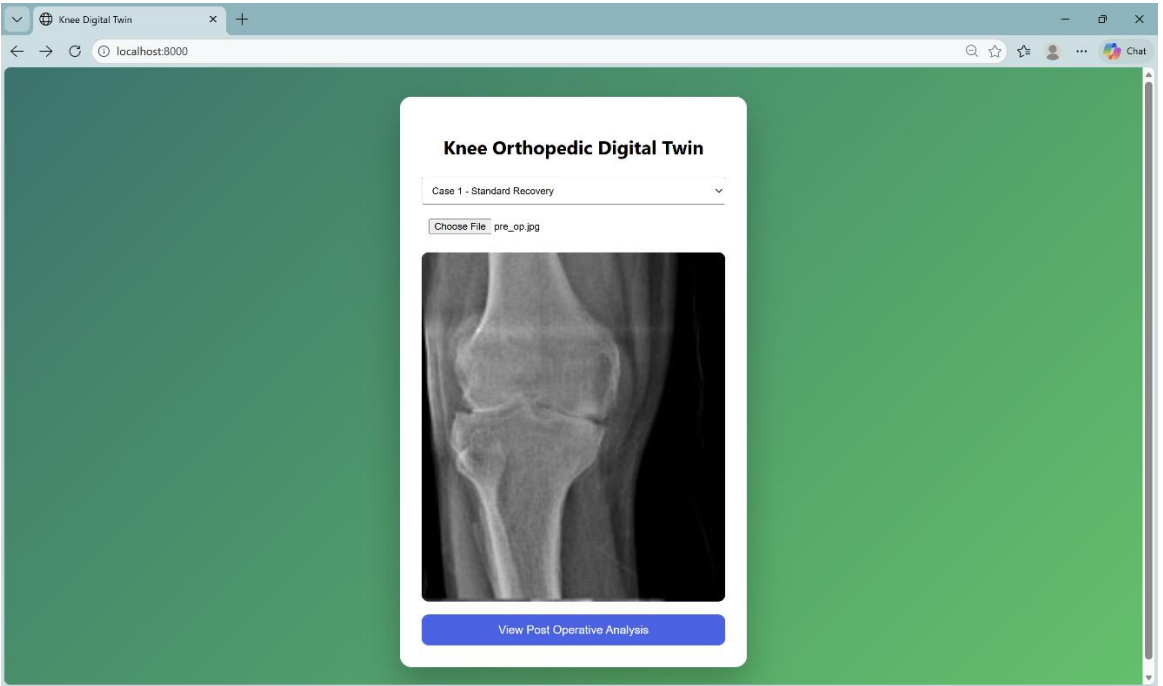 Knee Digital Twin
localhost:8000
Chat
Knee Orthopedic Digital Twin
Case 1 - Standard Recovery
Choose File pre_op.jpg
View Post Operative Analysis